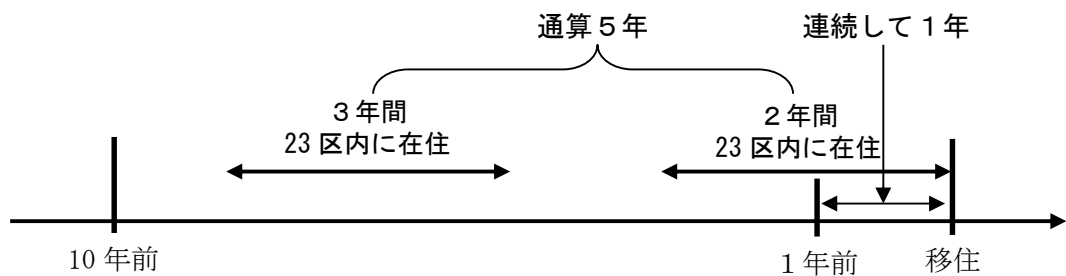 通算５年
連続して１年
３年間
23 区内に在住
２年間
23 区内に在住
10 年前
１年前
移住